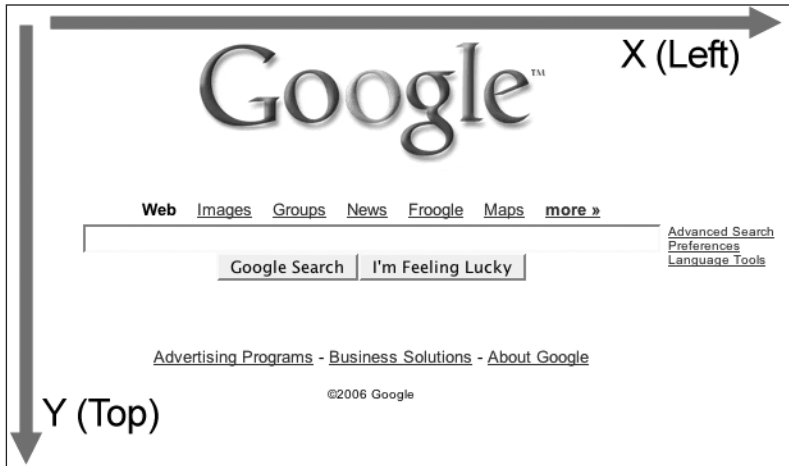 X (Left)
Google™
Web Images Groups News Froogle Maps more »
Advanced Search
Preferences
Language Tools
Google Search I'm Feeling Lucky
Advertising Programs - Business Solutions - About Google
©2006 Google
Y (Top)